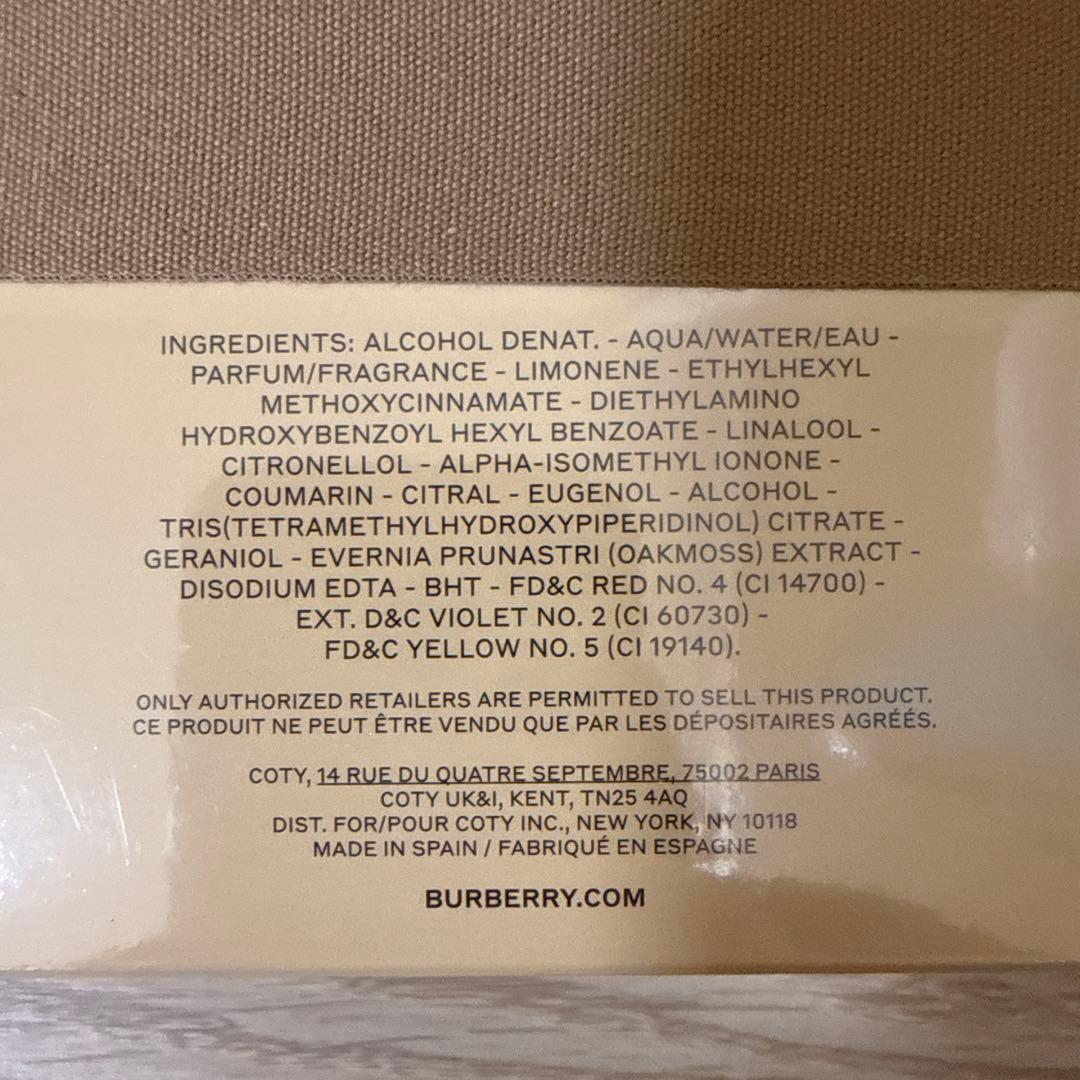 INGREDIENTS: ALCOHOL DENAT. - AQUA/WATER/EAU -
PARFUM/FRAGRANCE - LIMONENE - ETHYLHEXYL
METHOXYCINNAMATE - DIETHYLAMINO
HYDROXYBENZOYL HEXYL BENZOATE - LINALOOL -
CITRONELLOL - ALPHA-ISOMETHYL IONONE -
COUMARIN - CITRAL - EUGENOL - ALCOHOL -
TRIS(TETRAMETHYLHYDROXYPIPERIDINOL) CITRATE -
GERANIOL - EVERNIA PRUNASTRI (OAKMOSS) EXTRACT -
DISODIUM EDTA - BHT - FD&C RED NO. 4 (CI 14700) -
EXT. D&C VIOLET NO. 2 (CI 60730) -
FD&C YELLOW NO. 5 (CI 19140).
ONLY AUTHORIZED RETAILERS ARE PERMITTED TO SELL THIS PRODUCT.
CE PRODUIT NE PEUT ÊTRE VENDU QUE PAR LES DÉPOSITAIRES AGRÉÉS.
COTY, 14 RUE DU QUATRE SEPTEMBRE, 75002 PARIS
COTY UK&I, KENT, TN25 4AQ
DIST. FOR/POUR COTY INC., NEW YORK, NY 10118
MADE IN SPAIN / FABRIQUÉ EN ESPAGNE
BURBERRY.COM